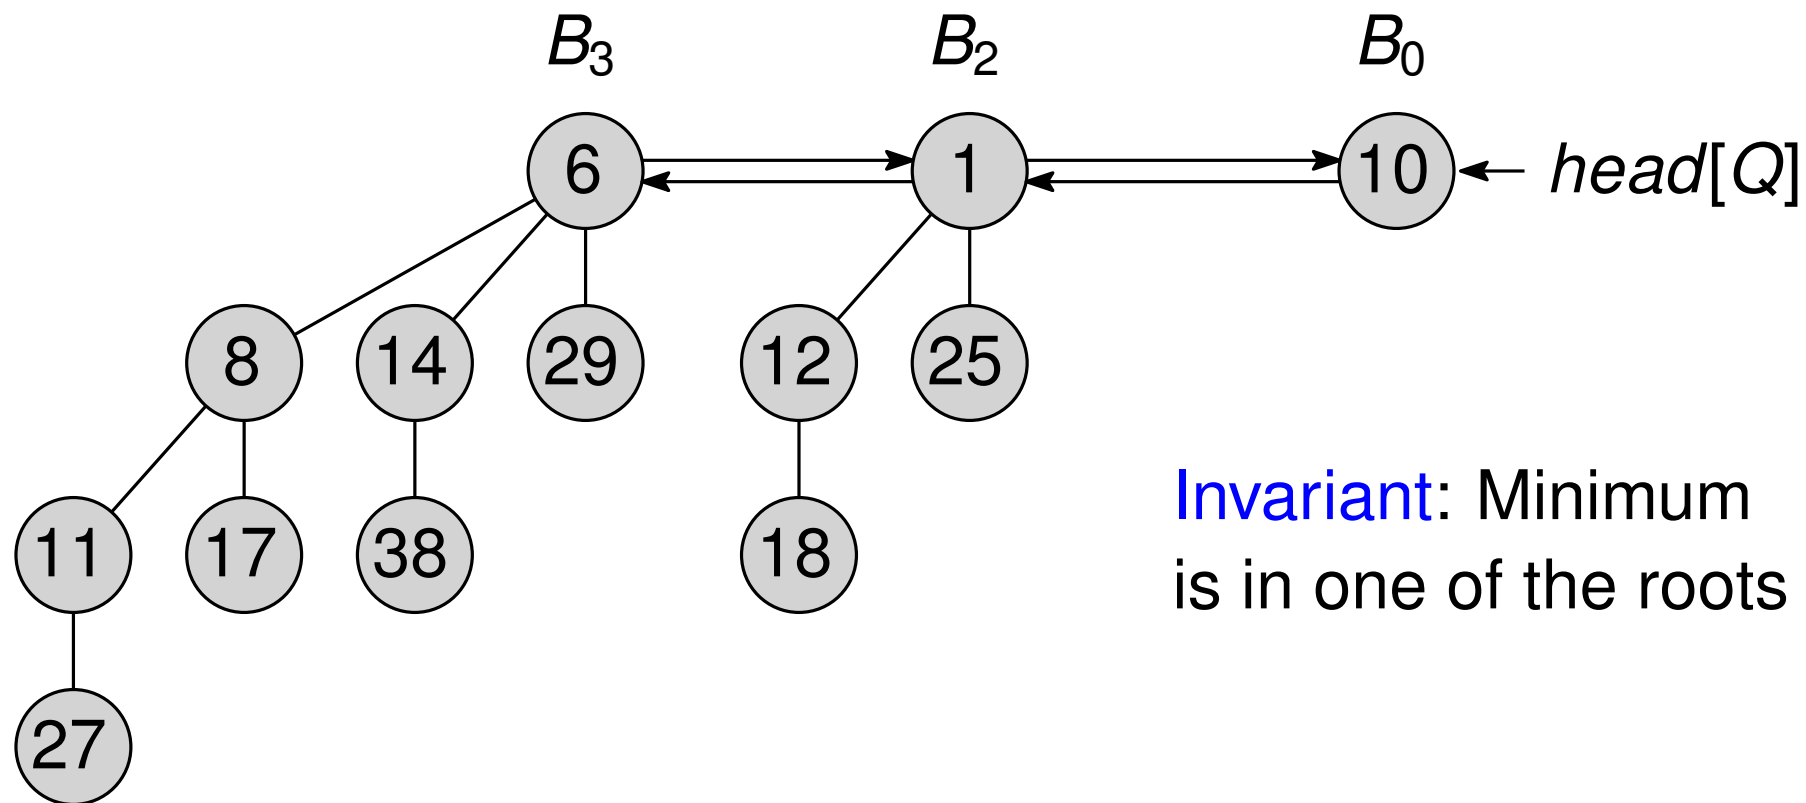 B3 B2 B0
6 1 10 head[Q]
8 14 29 12 25
Invariant: Minimum
11 17 38 18
is in one of the roots
27